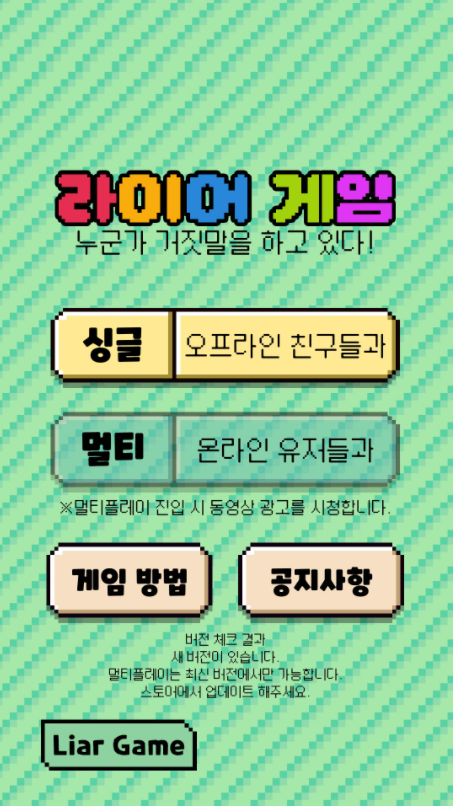 라이어 게임
누군가 거짓말을 하고 있다!
싱글 오프라인 친구들과
멀티 온라인 유저들과
※멀티플레이 진입 시 동영상 광고를 시청합니다.
게임 방법 공지사항
버전 체크 결과
새 버전이 있습니다.
멀티플레이는 최신 버전에서만 가능합니다.
스토어에서 업데이트 해주세요.
Liar Game